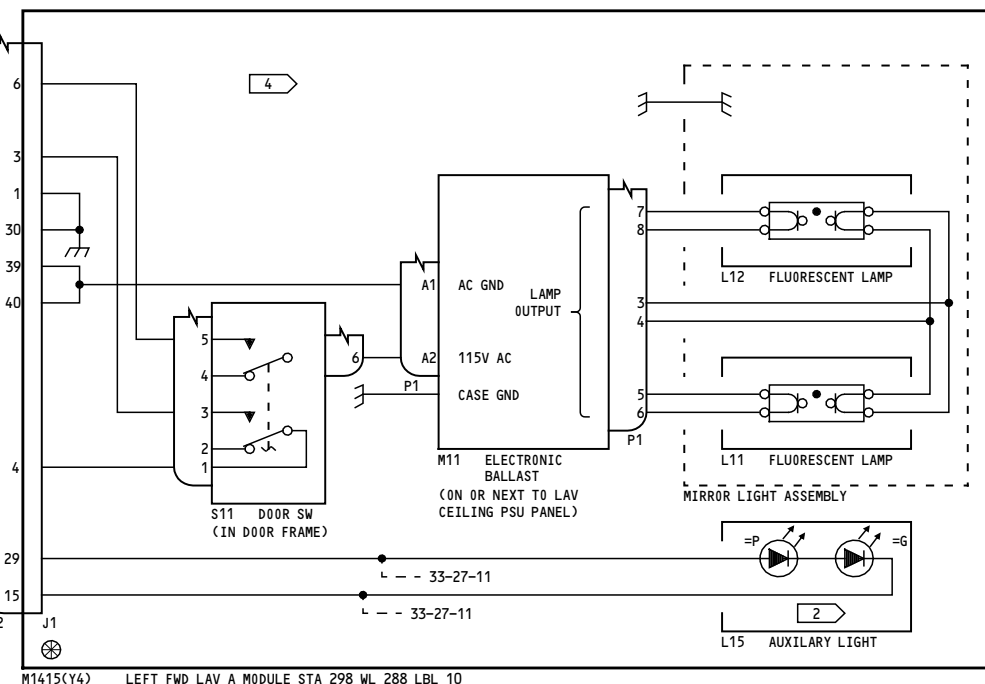 6
4
3
1
30
39
40
7
8
L12 FLUORESCENT LAMP
A1 AC GND
LAMP
OUTPUT
3
4
5
6
A2 115V AC
4
P1
CASE GND
5
6
3
2
1
P1
4
M11 ELECTRONIC
BALLAST
(ON OR NEXT TO LAV
CEILING PSU PANEL)
L11 FLUORESCENT LAMP
MIRROR LIGHT ASSEMBLY
S11 DOOR SW
(IN DOOR FRAME)
=P
=G
29
33-27-11
15
33-27-11
2
J1
L15 AUXILARY LIGHT
2
M1415(Y4) LEFT FWD LAV A MODULE STA 298 WL 288 LBL 10